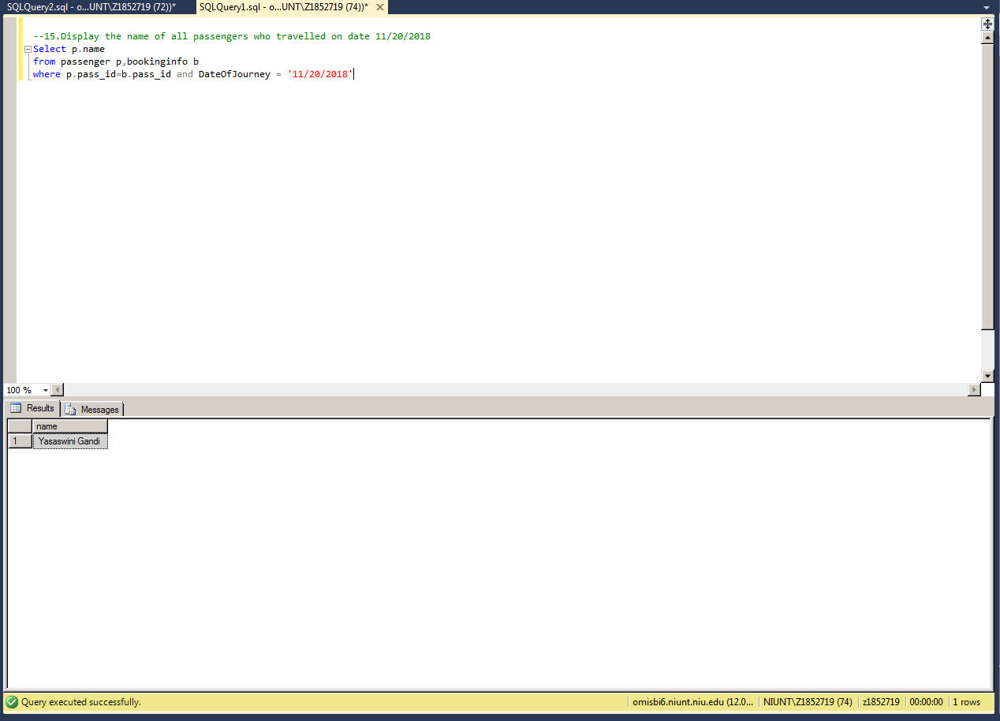 SQLQuery2.sql - o...UNT\Z1852719 (72))* SQLQuery1.sql - o...UNT\Z1852719 (74))*
--15.Display the name of all passengers who travelled on date 11/20/2018
Select p.name
from passenger p,bookinginfo b
where p.pass_id=b.pass_id and DateOfJourney = '11/20/2018'
100 %
Results Messages
name
1 Yasaswini Gandi
Query executed successfully. omisbi6.niunt.niu.edu (12.0... NIUNT\Z1852719 (74) z1852719 00:00:00 1 rows